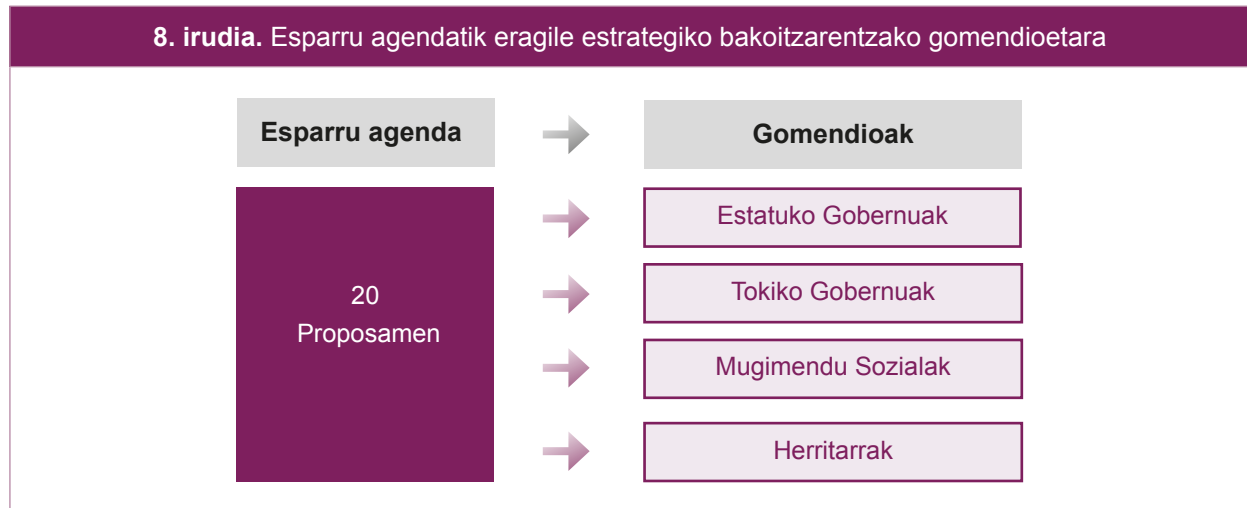 8. irudia. Esparru agendatik eragile estrategiko bakoitzarentzako gomendioetara
Esparru agenda
Gomendioak
20
Proposamen
Estatuko Gobernuak
Tokiko Gobernuak
Mugimendu Sozialak
Herritarrak